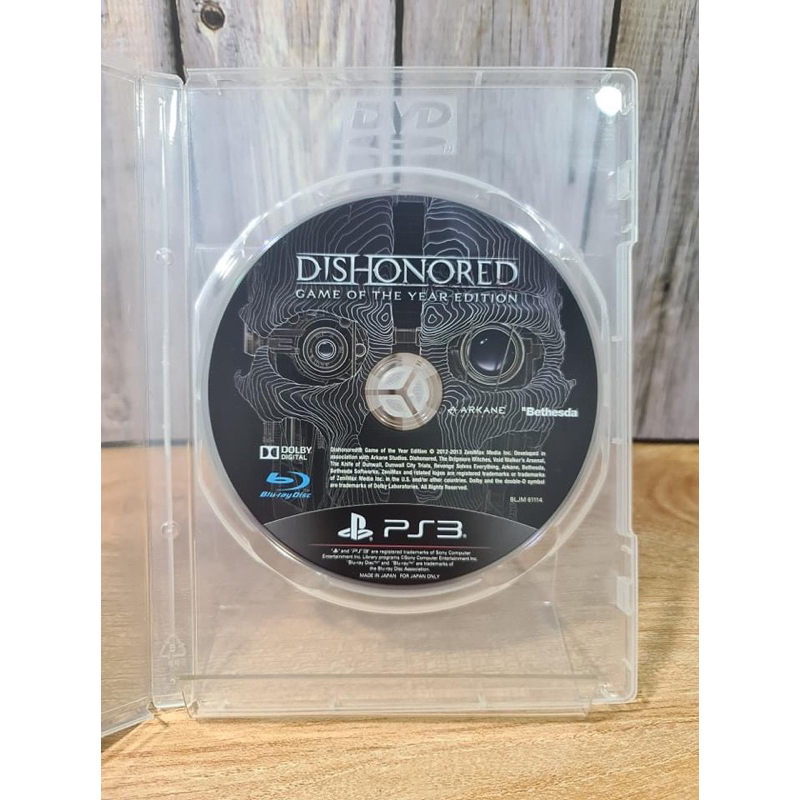 DVD
DISHONORED
GAME OF THE YEAR EDITION
ARKANE
Bethesda
DOLBY
DIGITAL
Blu-ray Disc
Dishonored® Game of the Year Edition © 2012-2013 ZeniMax Media Inc. Developed in
association with Arkane Studios. Dishonored, The Brigmore Witches, Void Walker's Arsenal,
The Knife of Dunwall, Dunwall City Trials, Revenge Solves Everything, Arkane, Bethesda,
Bethesda Softworks, ZeniMax and related logos are registered trademarks or trademarks
of ZeniMax Media Inc. in the U.S. and/or other countries. Dolby and the double-D symbol
are trademarks of Dolby Laboratories. All Rights Reserved.
BLJM 61114
PS3
" " and "PS3" are registered trademarks of Sony Computer
Entertainment Inc. Library programs ©Sony Computer Entertainment Inc.
"Blu-ray Disc™" and "Blu-ray™" are trademarks of
the Blu-ray Disc Association.
MADE IN JAPAN FOR JAPAN ONLY